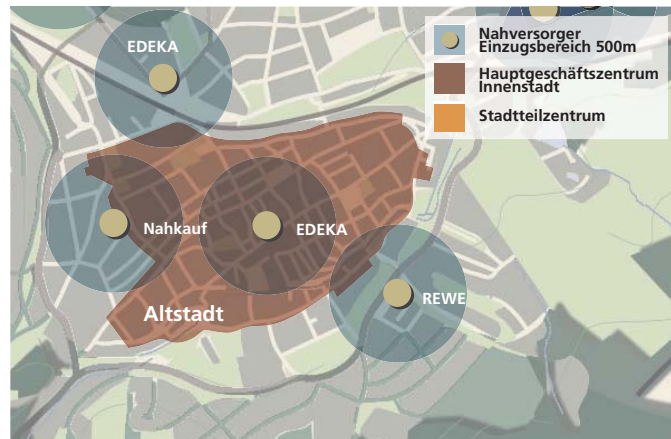 EDEKA
Nahversorger
Einzugsbereich 500m
Hauptgeschäftszentrum
Innenstadt
Stadtteilzentrum
Nahkauf
EDEKA
REWE
Altstadt